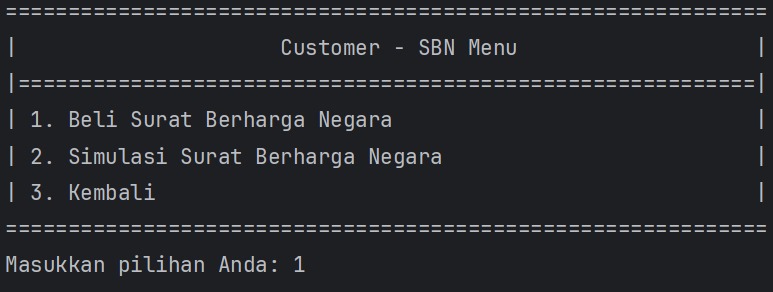 =============================================================
|                     Customer - SBN Menu                   |
|===========================================================|
| 1. Beli Surat Berharga Negara                             |
| 2. Simulasi Surat Berharga Negara                         |
| 3. Kembali                                                |
=============================================================
Masukkan pilihan Anda: 1